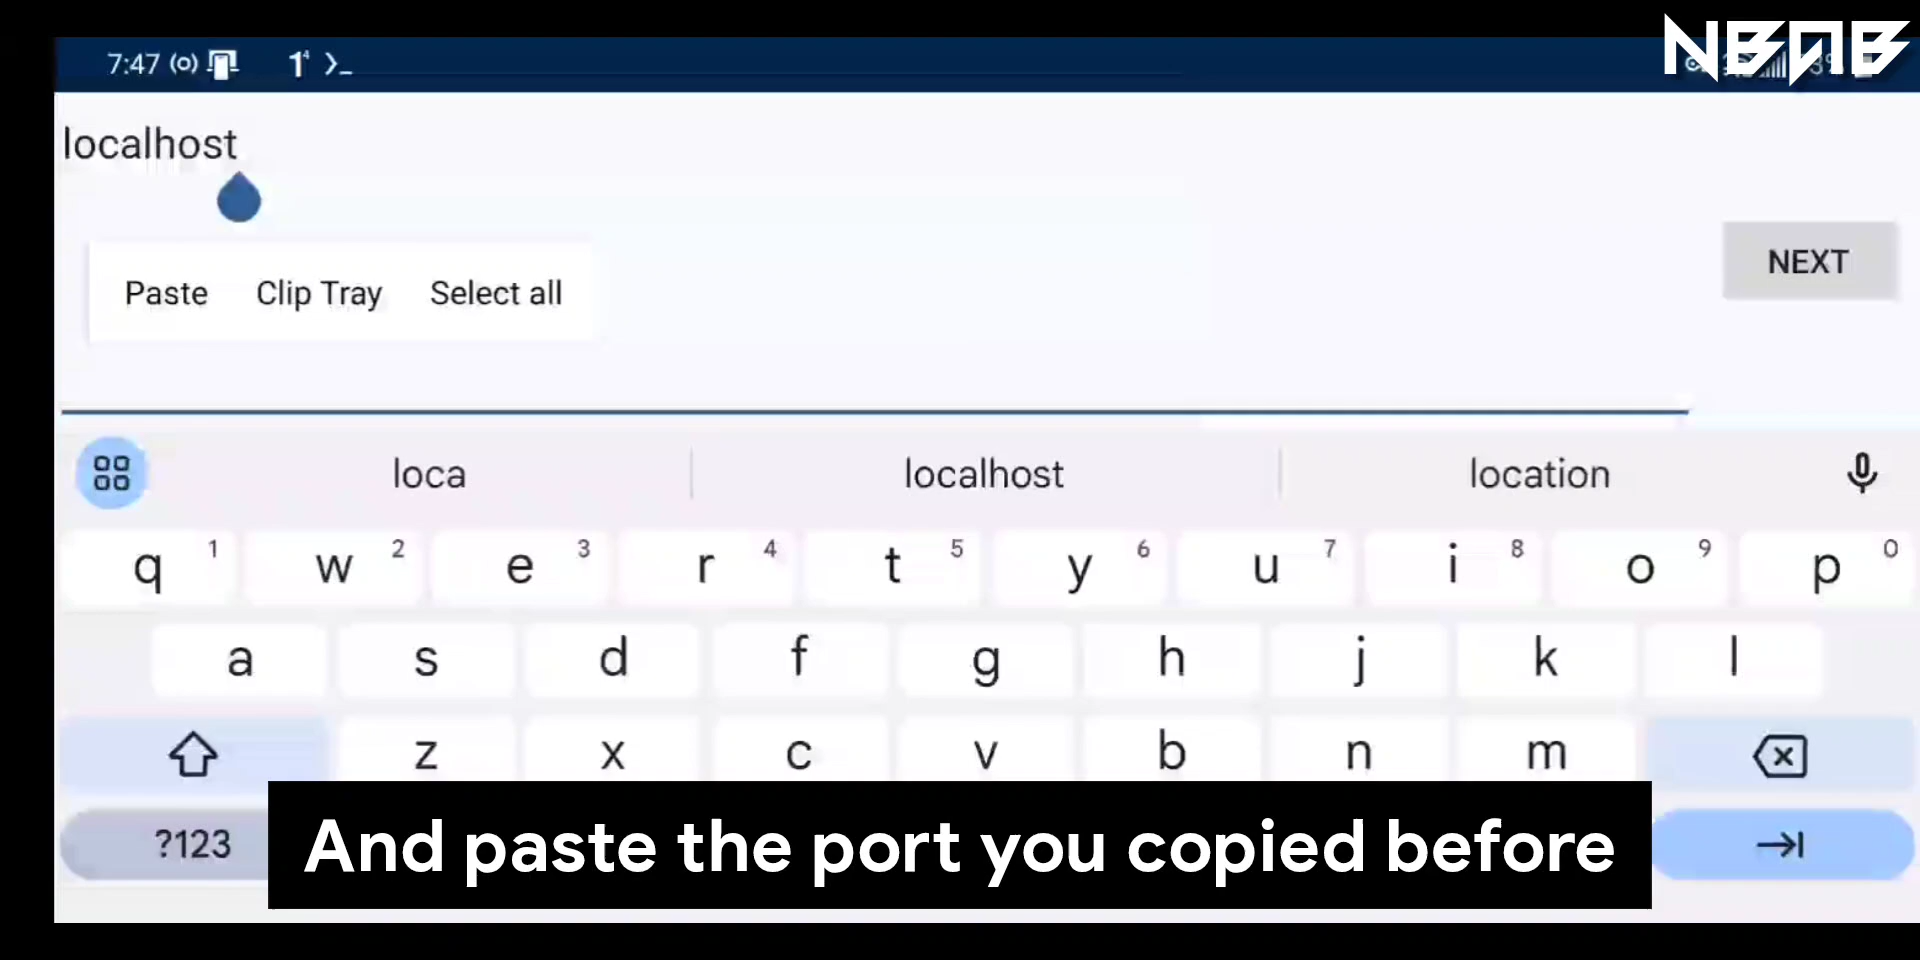 NBAB
7:47
localhost
Paste Clip Tray Select all
NEXT
loca localhost location
q 1 w 2 e 3 r 4 t 5 y 6 u 7 i 8 o 9 p 0
a s d f g h j k l
z x c v b n m
?123
And paste the port you copied before